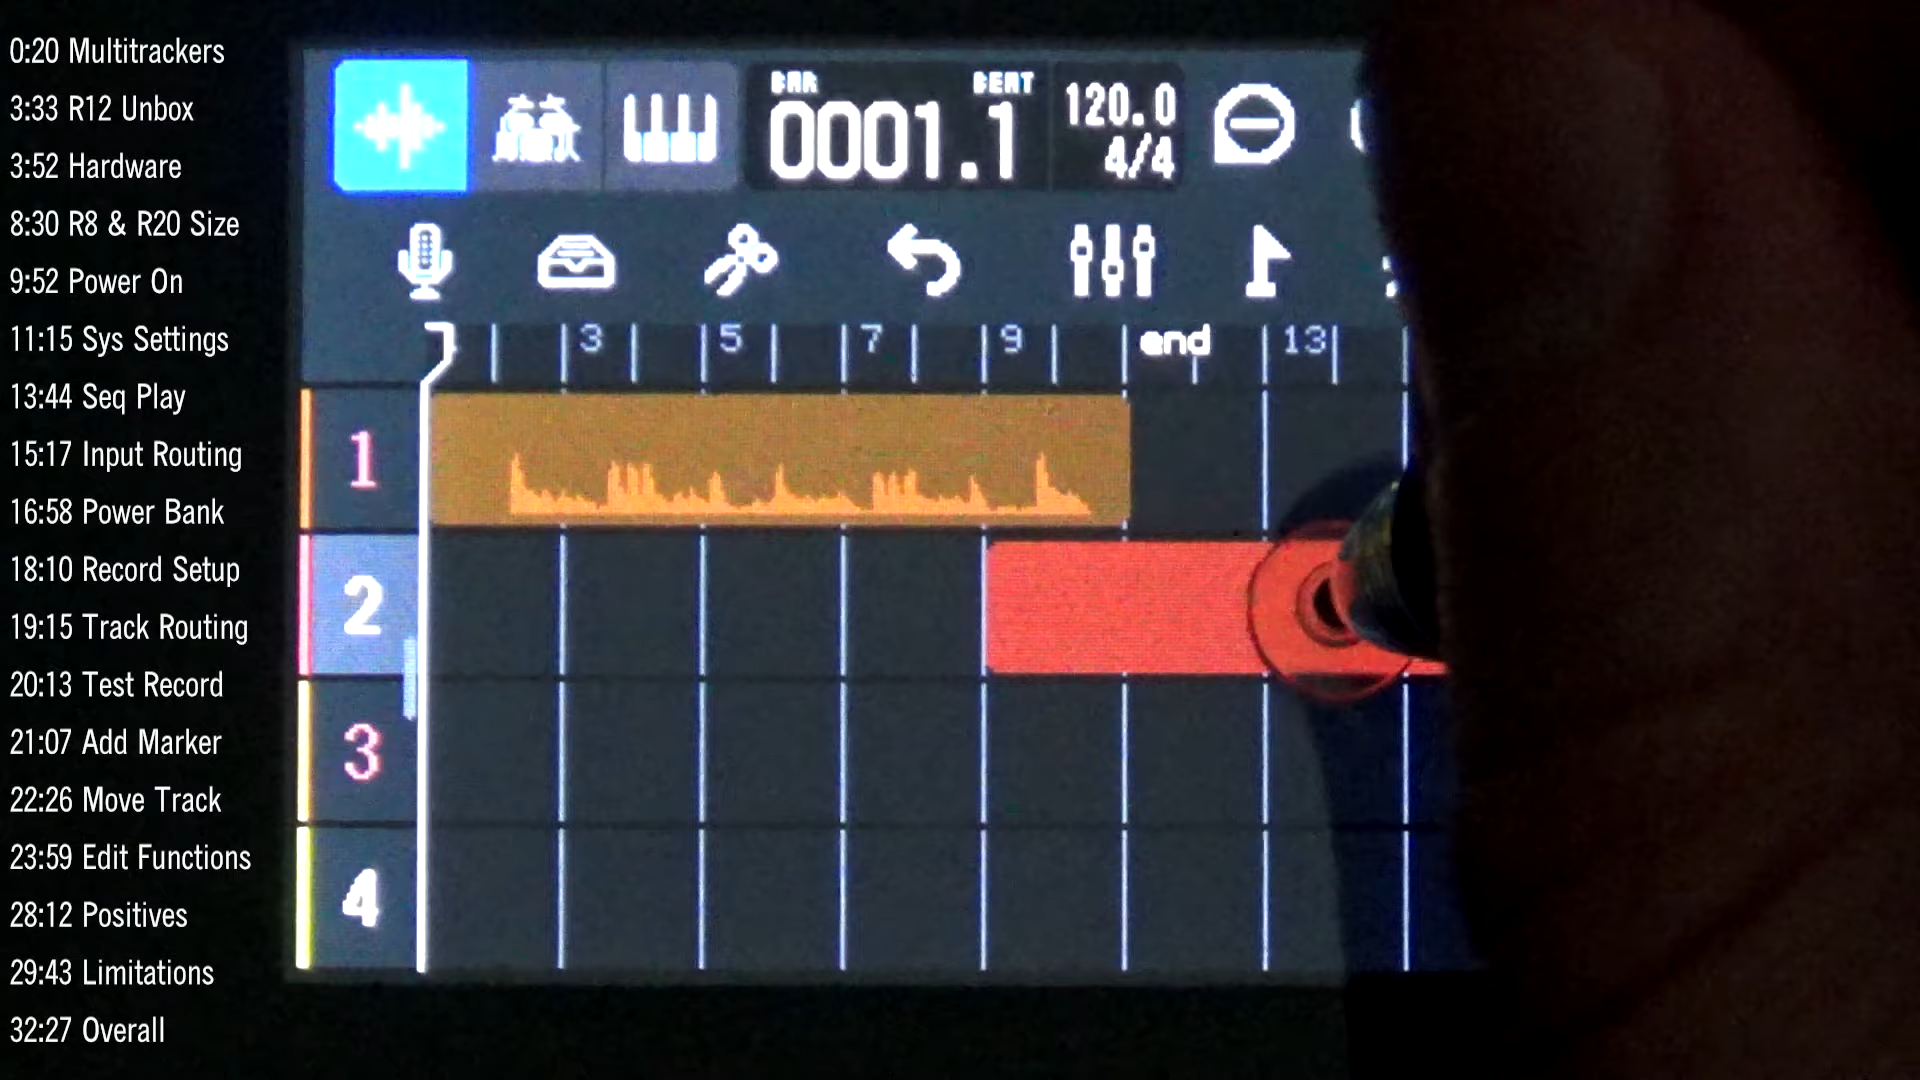 0:20 Multitrackers
3:33 R12 Unbox
3:52 Hardware
8:30 R8 & R20 Size
9:52 Power On
11:15 Sys Settings
13:44 Seq Play
15:17 Input Routing
16:58 Power Bank
18:10 Record Setup
19:15 Track Routing
20:13 Test Record
21:07 Add Marker
22:26 Move Track
23:59 Edit Functions
28:12 Positives
29:43 Limitations
32:27 Overall
BAR BEAT
0001.1
120.0
4/4
3 5 7 9 end 13
1
2
3
4